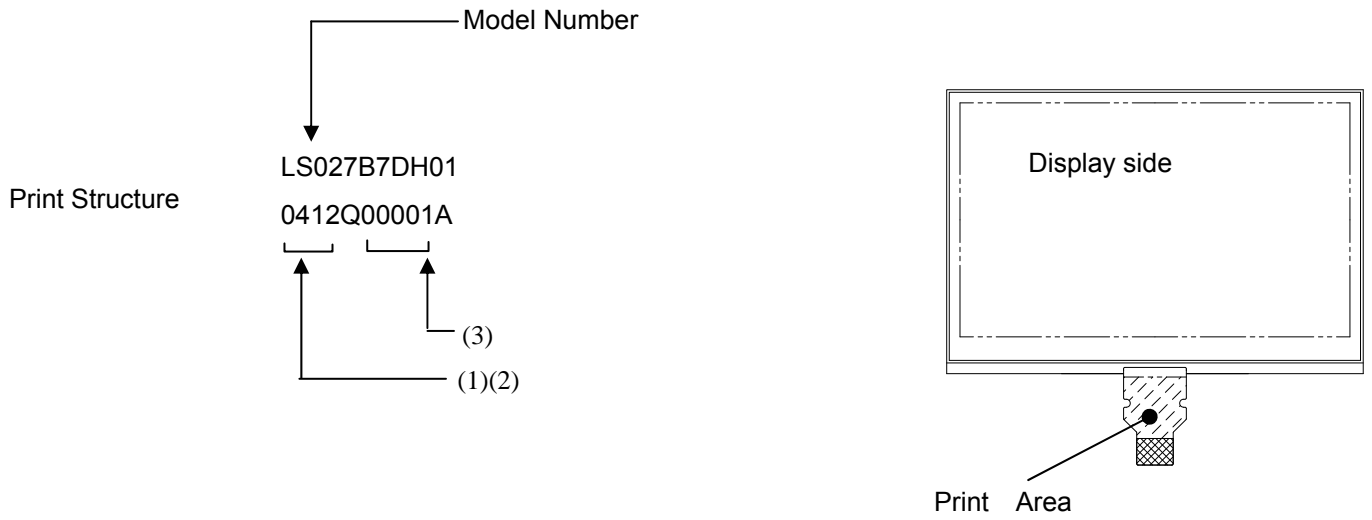 Model Number
Print Structure
LS027B7DH01
0412Q00001A
(3)
(1)(2)
Display side
Print Area